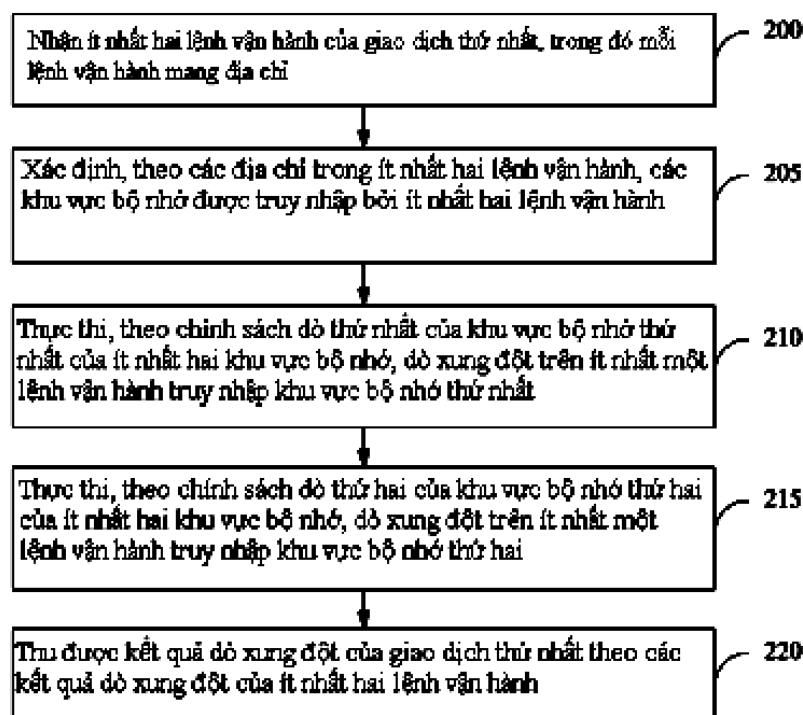 Nhận ít nhất hai lệnh vận hành của giao dịch thứ nhất, trong đó mỗi
lệnh vận hành mang địa chỉ
200
Xác định, theo các địa chỉ trong ít nhất hai lệnh vận hành, các
khu vực bộ nhớ được truy nhập bởi ít nhất hai lệnh vận hành
205
Thực thi, theo chính sách dò thứ nhất của khu vực bộ nhớ thứ
nhất của ít nhất hai khu vực bộ nhớ, dò xung đột trên ít nhất một
lệnh vận hành truy nhập khu vực bộ nhớ thứ nhất
210
Thực thi, theo chính sách dò thứ hai của khu vực bộ nhớ thứ hai
của ít nhất hai khu vực bộ nhớ, dò xung đột trên ít nhất một
lệnh vận hành truy nhập khu vực bộ nhớ thứ hai
215
Thu được kết quả dò xung đột của giao dịch thứ nhất theo các
kết quả dò xung đột của ít nhất hai lệnh vận hành
220